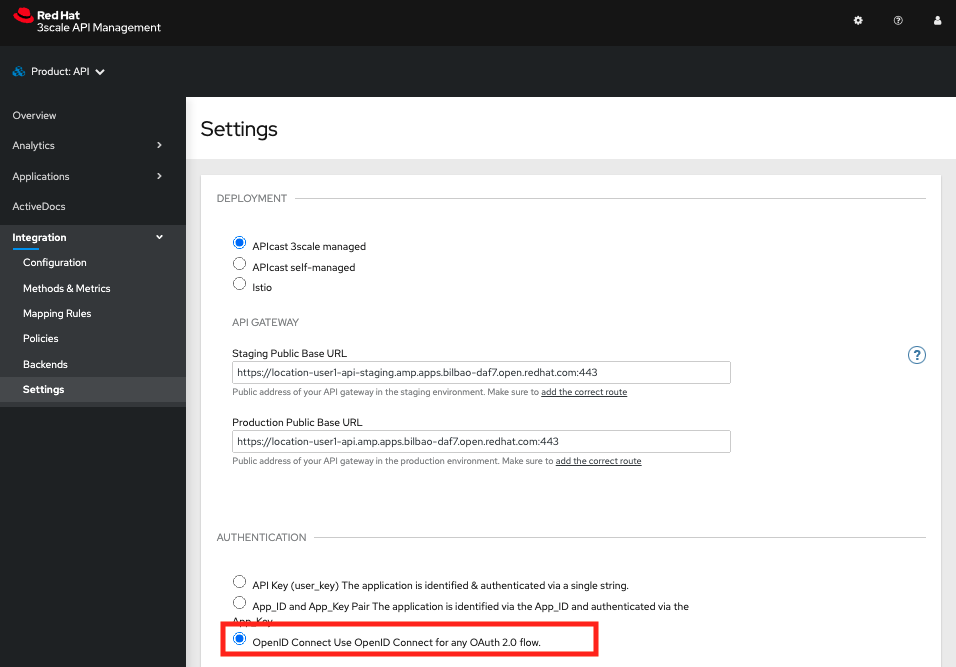 Red Hat
3scale API Management
Product: API
Overview
Analytics
Applications
ActiveDocs
Integration
Configuration
Methods & Metrics
Mapping Rules
Policies
Backends
Settings
Settings
DEPLOYMENT
APIcast 3scale managed
APIcast self-managed
Istio
API GATEWAY
Staging Public Base URL
https://location-user1-api-staging.amp.apps.bilbao-daf7.open.redhat.com:443
Public address of your API gateway in the staging environment. Make sure to add the correct route
Production Public Base URL
https://location-user1-api.amp.apps.bilbao-daf7.open.redhat.com:443
Public address of your API gateway in the production environment. Make sure to add the correct route
AUTHENTICATION
API Key (user_key) The application is identified & authenticated via a single string.
App_ID and App_Key Pair The application is identified via the App_ID and authenticated via the
App_Key.
OpenID Connect Use OpenID Connect for any OAuth 2.0 flow.